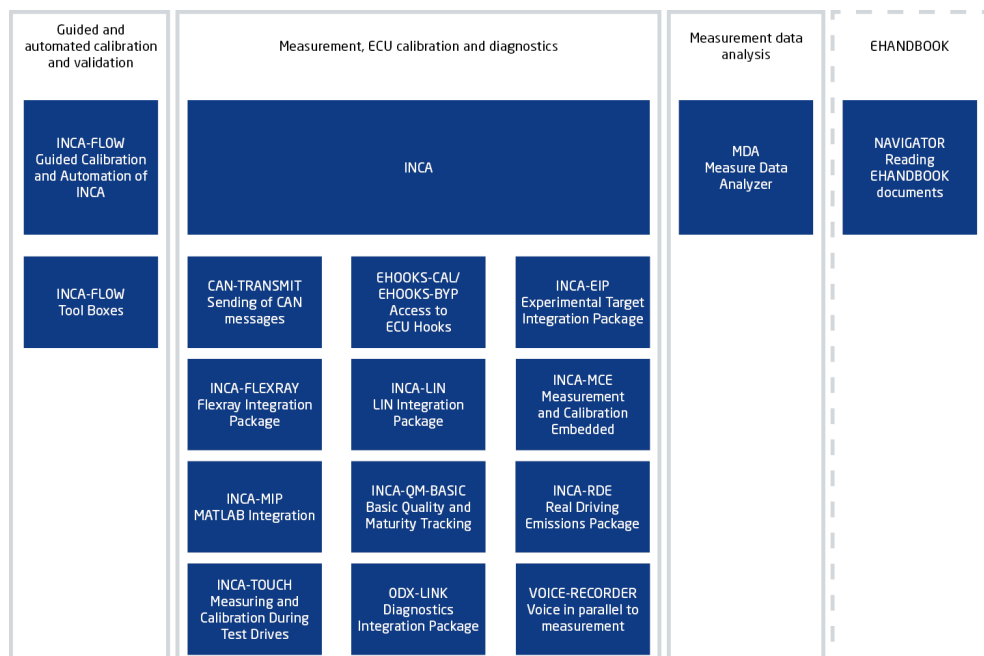 Guided and
automated calibration
and validation
Measurement, ECU calibration and diagnostics
Measurement data
analysis
EHANDBOOK
INCA-FLOW
Guided Calibration
and Automation of
INCA
INCA
MDA
Measure Data
Analyzer
NAVIGATOR
Reading
EHANDBOOK
documents
INCA-FLOW
Tool Boxes
CAN-TRANSMIT
Sending of CAN
messages
EHOOKS-CAL/
EHOOKS-BYP
Access to
ECU Hooks
INCA-EIP
Experimental Target
Integration Package
INCA-FLEXRAY
Flexray Integration
Package
INCA-LIN
LIN Integration
Package
INCA-MCE
Measurement
and Calibration
Embedded
INCA-MIP
MATLAB Integration
INCA-QM-BASIC
Basic Quality and
Maturity Tracking
INCA-RDE
Real Driving
Emissions Package
INCA-TOUCH
Measuring and
Calibration During
Test Drives
ODX-LINK
Diagnostics
Integration Package
VOICE-RECORDER
Voice in parallel to
measurement